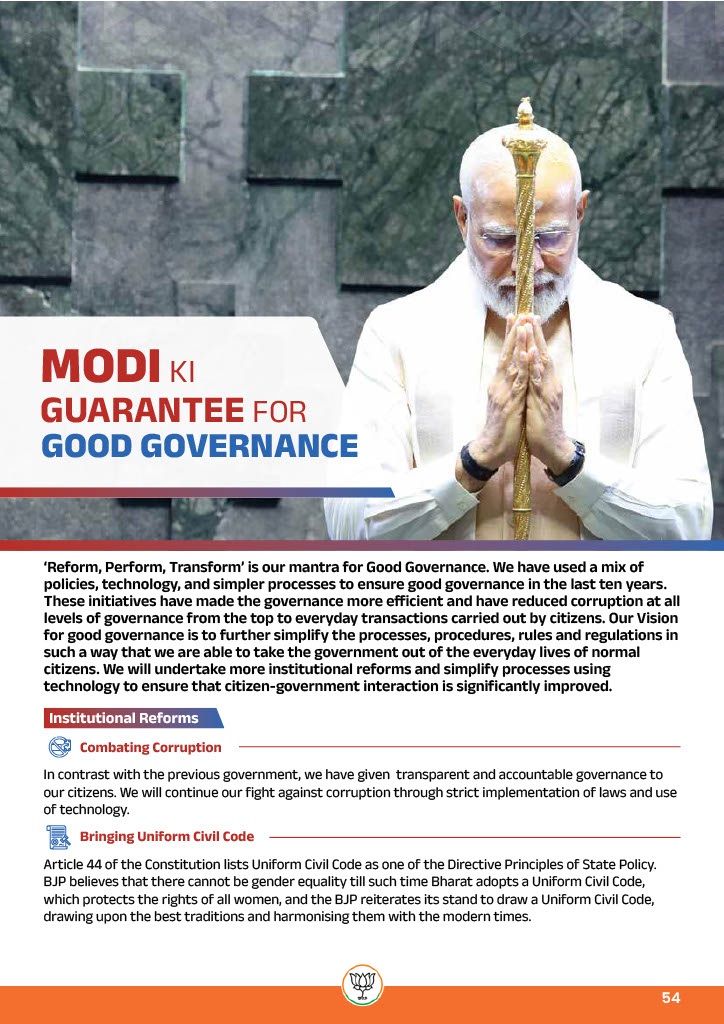 MODI KI
GUARANTEE FOR
GOOD GOVERNANCE
‘Reform, Perform, Transform’ is our mantra for Good Governance. We have used a mix of
policies, technology, and simpler processes to ensure good governance in the last ten years.
These initiatives have made the governance more efficient and have reduced corruption at all
levels of governance from the top to everyday transactions carried out by citizens. Our Vision
for good governance is to further simplify the processes, procedures, rules and regulations in
such a way that we are able to take the government out of the everyday lives of normal
citizens. We will undertake more institutional reforms and simplify processes using
technology to ensure that citizen-government interaction is significantly improved.
Institutional Reforms
Combating Corruption
In contrast with the previous government, we have given  transparent and accountable governance to
our citizens. We will continue our fight against corruption through strict implementation of laws and use
of technology.
Bringing Uniform Civil Code
Article 44 of the Constitution lists Uniform Civil Code as one of the Directive Principles of State Policy.
BJP believes that there cannot be gender equality till such time Bharat adopts a Uniform Civil Code,
which protects the rights of all women, and the BJP reiterates its stand to draw a Uniform Civil Code,
drawing upon the best traditions and harmonising them with the modern times.
54